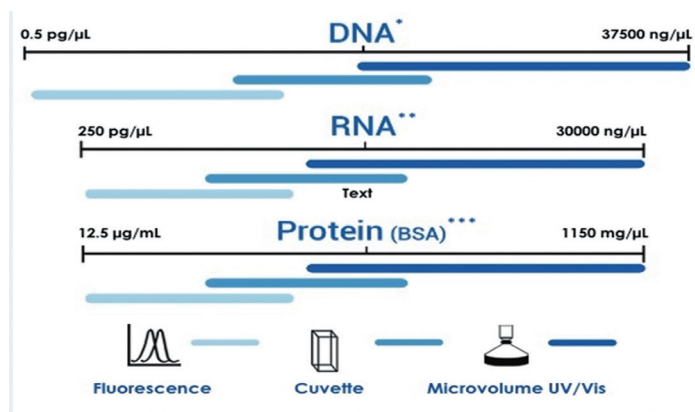 DNA*
0.5 pg/µL 37500 ng/µL
RNA**
250 pg/µL 30000 ng/µL
Text
Protein (BSA)***
12.5 µg/mL 1150 mg/µL
Fluorescence Cuvette Microvolume UV/Vis